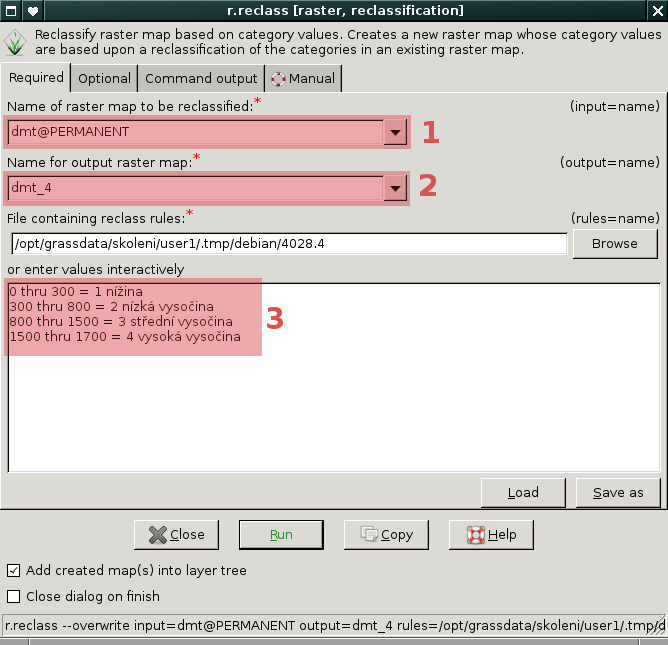 r.reclass [raster, reclassification]
Reclassify raster map based on category values. Creates a new raster map whose category values
are based upon a reclassification of the categories in an existing raster map.
Required Optional Command output Manual
Name of raster map to be reclassified:* (input=name)
dmt@PERMANENT 1
Name for output raster map:* (output=name)
dmt_4 2
File containing reclass rules:* (rules=name)
/opt/grassdata/skoleni/user1/.tmp/debian/4028.4 Browse
or enter values interactively
0 thru 300 = 1 nížina
300 thru 800 = 2 nízká vysočina
800 thru 1500 = 3 střední vysočina
1500 thru 1700 = 4 vysoká vysočina
3
Load Save as
Close Run Copy Help
Add created map(s) into layer tree
Close dialog on finish
r.reclass --overwrite input=dmt@PERMANENT output=dmt_4 rules=/opt/grassdata/skoleni/user1/.tmp/d